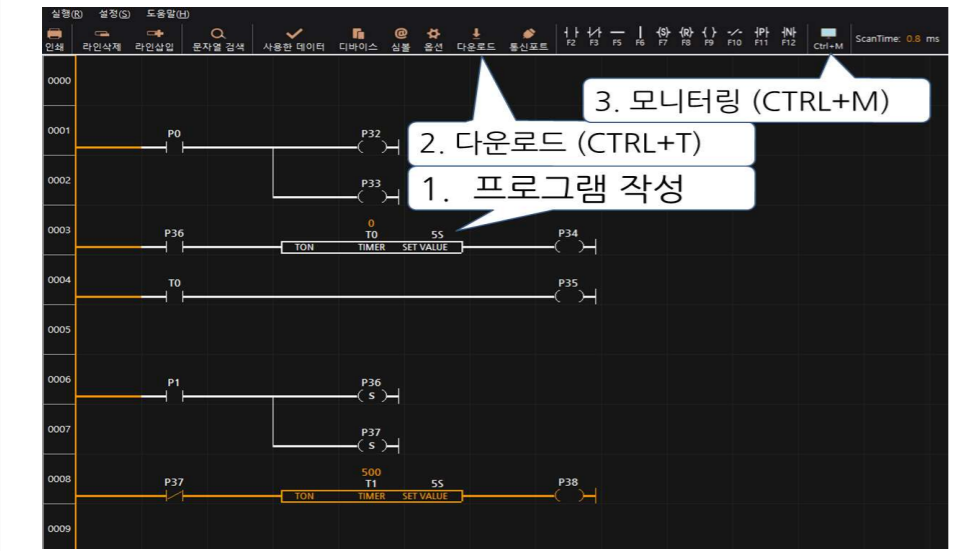 실행(R) 설정(S) 도움말(H)
인쇄 라인삭제 라인삽입 문자열 검색 사용한 데이터 디바이스 심볼 옵션 다운로드 통신포트 F2 F3 F5 F6 F7 F8 F9 F10 F11 F12 Ctrl+M ScanTime: 0.8 ms
3. 모니터링 (CTRL+M)
2. 다운로드 (CTRL+T)
1. 프로그램 작성
0000
0001 P0 P32
0002 P33
0
0003 P36 T0 5S P34
TON TIMER SET VALUE
0004 T0 P35
0005
0006 P1 P36
S
0007 P37
S
500
0008 P37 T1 5S P38
TON TIMER SET VALUE
0009